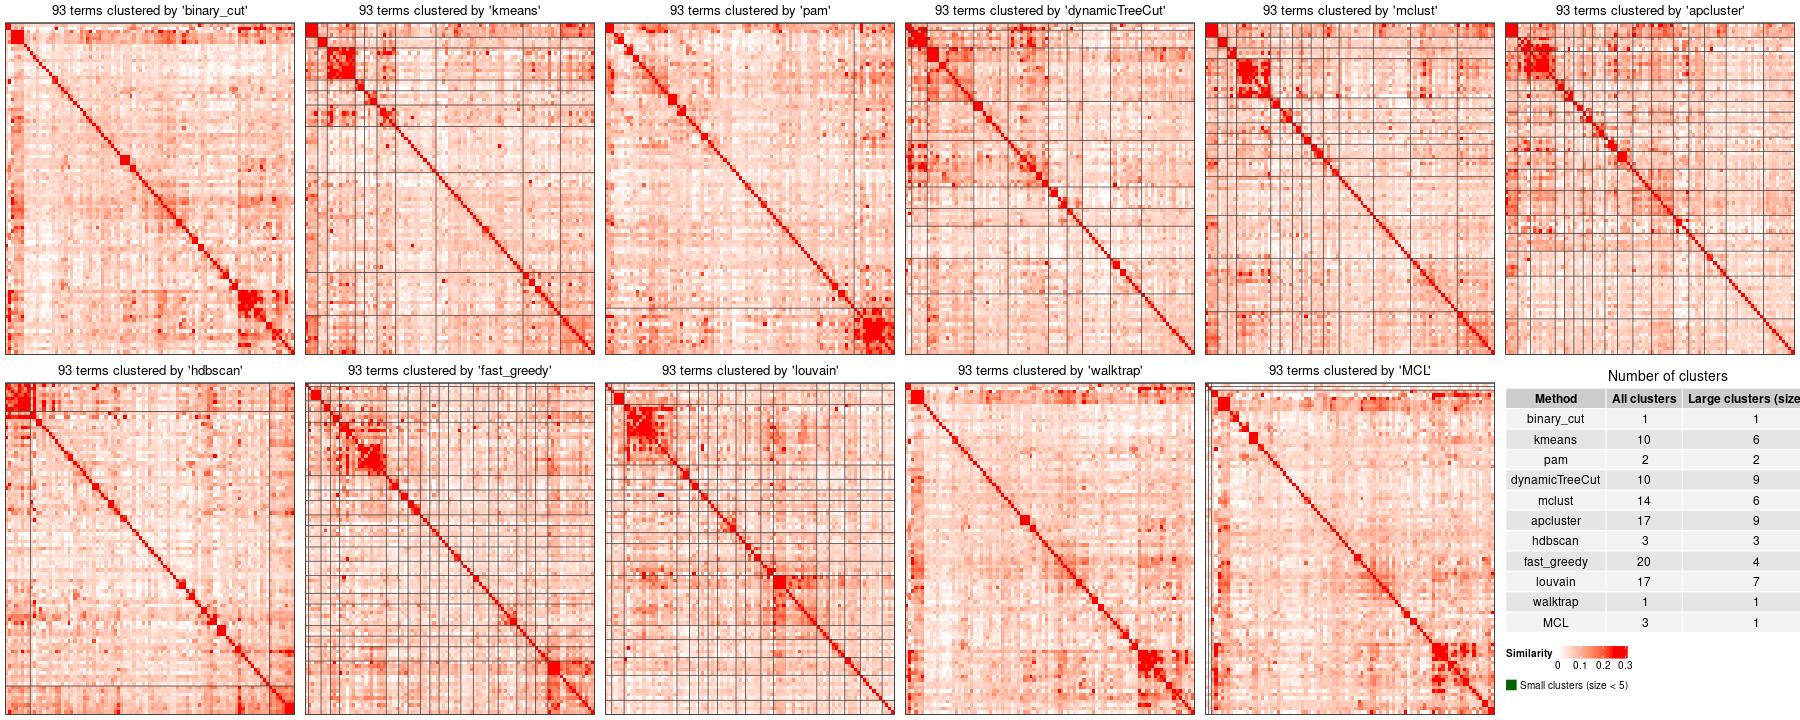 93 terms clustered by 'binary_cut'
93 terms clustered by 'kmeans'
93 terms clustered by 'pam'
93 terms clustered by 'dynamicTreeCut'
93 terms clustered by 'mclust'
93 terms clustered by 'apcluster'
93 terms clustered by 'hdbscan'
93 terms clustered by 'fast_greedy'
93 terms clustered by 'louvain'
93 terms clustered by 'walktrap'
93 terms clustered by 'MCL'
Number of clusters
Method All clusters Large clusters (size
binary_cut 1 1
kmeans 10 6
pam 2 2
dynamicTreeCut 10 9
mclust 14 6
apcluster 17 9
hdbscan 3 3
fast_greedy 20 4
louvain 17 7
walktrap 1 1
MCL 3 1
Similarity
0 0.1 0.2 0.3
Small clusters (size < 5)